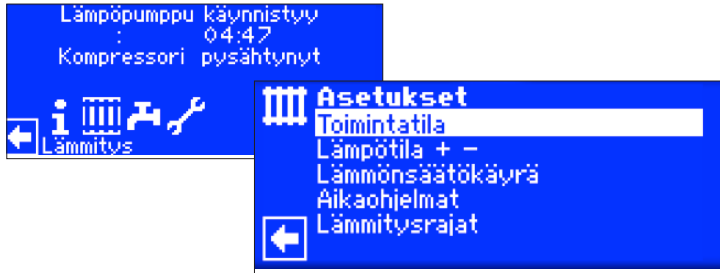 Lämpöpumppu käynnistyy
: 04:47
Kompressori pysähtynyt
Lämmitys
Asetukset
Toimintatila
Lämpötila + -
Lämmönsäätökäyrä
Aikaohjelmat
Lämmitysrajat